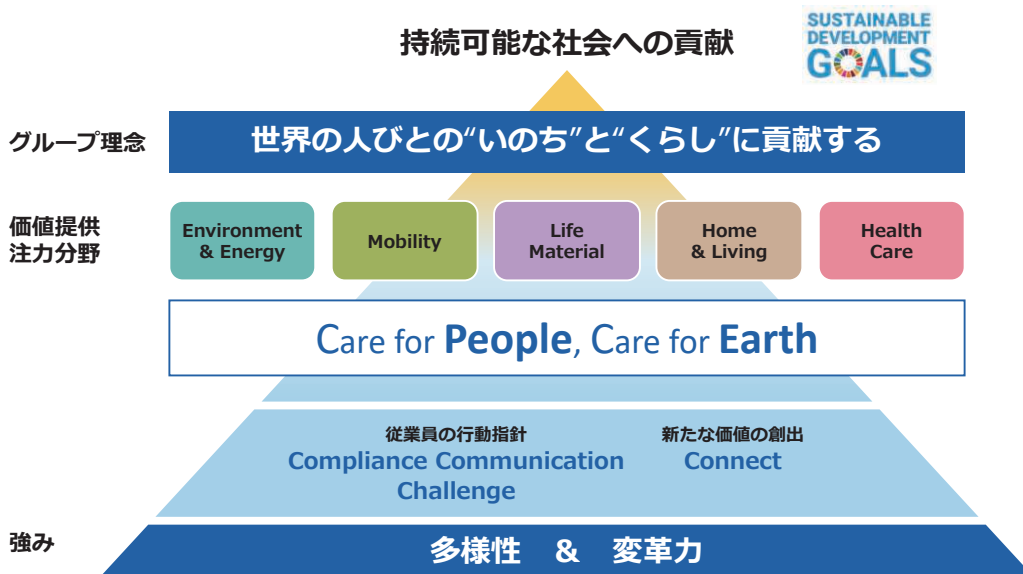 持続可能な社会への貢献
SUSTAINABLE
DEVELOPMENT
GOALS
グループ理念
世界の人びとの“いのち”と“くらし”に貢献する
価値提供
注力分野
Environment
& Energy
Mobility
Life
Material
Home
& Living
Health
Care
Care for People, Care for Earth
従業員の行動指針
Compliance Communication
Challenge
新たな価値の創出
Connect
強み
多様性 & 変革力